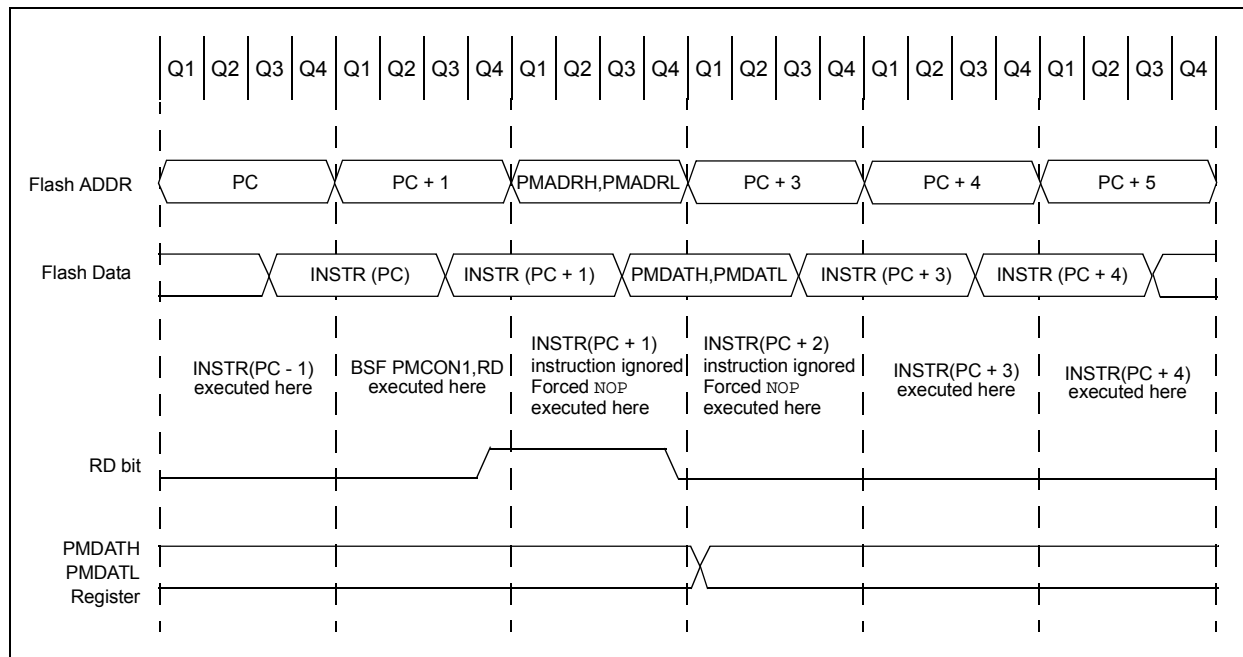 Q1 Q2 Q3 Q4 Q1 Q2 Q3 Q4 Q1 Q2 Q3 Q4 Q1 Q2 Q3 Q4 Q1 Q2 Q3 Q4 Q1 Q2 Q3 Q4
Flash ADDR PC PC + 1 PMADRH,PMADRL PC + 3 PC + 4 PC + 5
Flash Data INSTR (PC) INSTR (PC + 1) PMDATH,PMDATL INSTR (PC + 3) INSTR (PC + 4)
INSTR(PC - 1)
executed here
BSF PMCON1,RD
executed here
INSTR(PC + 1)
instruction ignored
Forced NOP
executed here
INSTR(PC + 2)
instruction ignored
Forced NOP
executed here
INSTR(PC + 3)
executed here
INSTR(PC + 4)
executed here
RD bit
PMDATH
PMDATL
Register